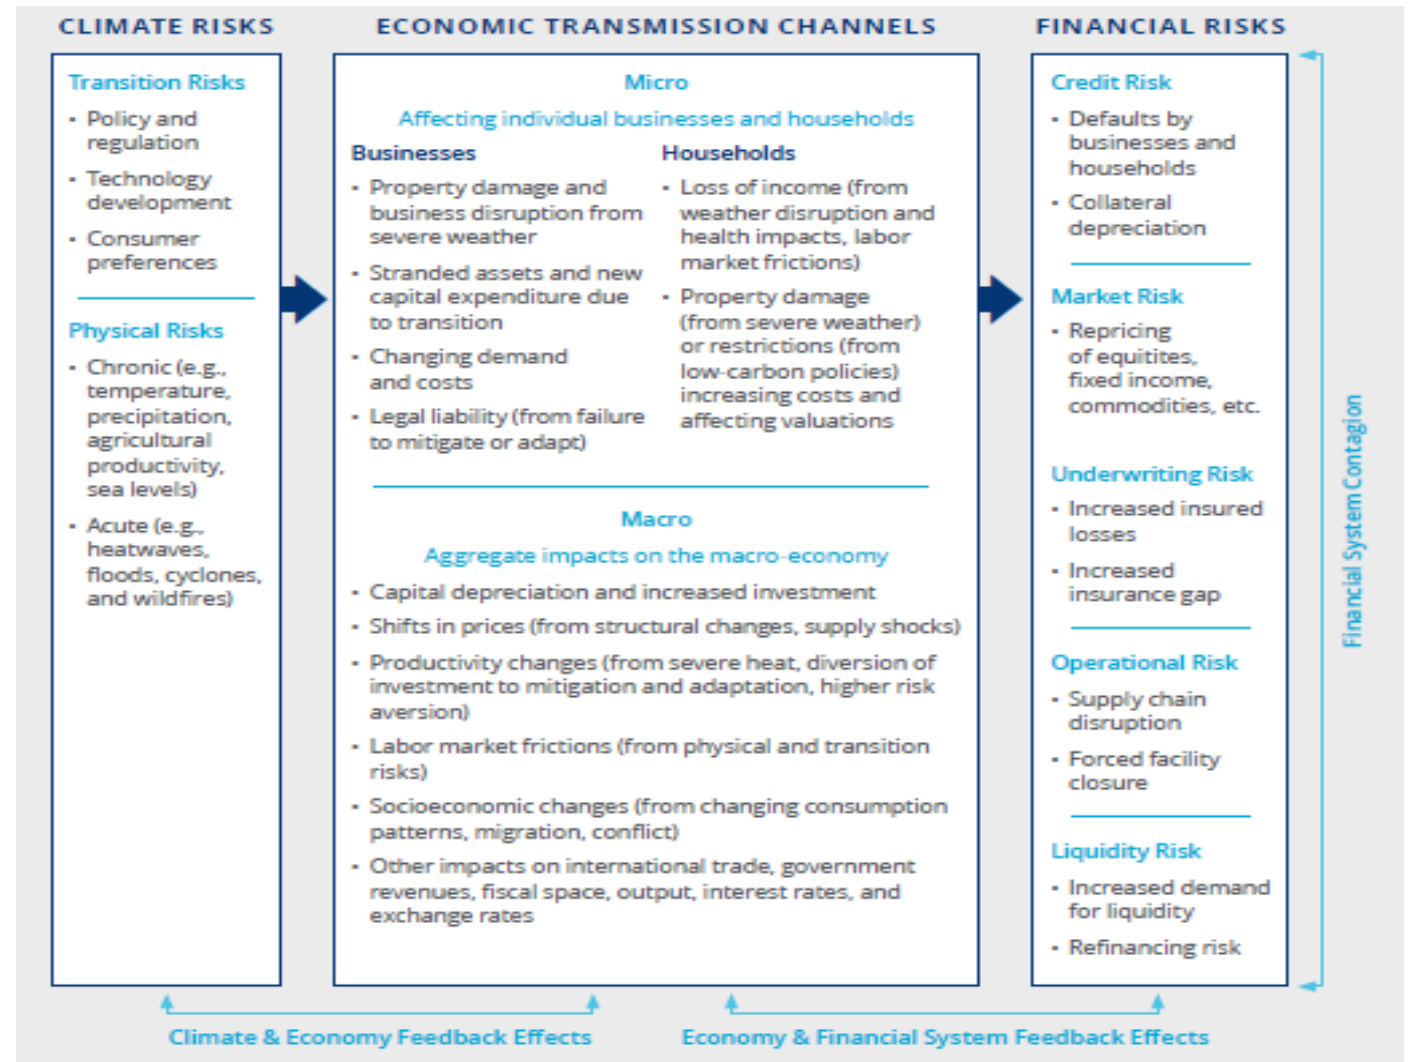 CLIMATE RISKS
Transition Risks
▪ Policy and
regulation
▪ Technology
development
▪ Consumer
preferences
Physical Risks
▪ Chronic (e.g.,
temperature,
precipitation,
agricultural
productivity,
sea levels)
▪ Acute (e.g.,
heatwaves,
floods, cyclones,
and wildfires)
ECONOMIC TRANSMISSION CHANNELS
Micro
Affecting individual businesses and households
Businesses
▪ Property damage and
business disruption from
severe weather
▪ Stranded assets and new
capital expenditure due
to transition
▪ Changing demand
and costs
▪ Legal liability (from failure
to mitigate or adapt)
Households
▪ Loss of income (from
weather disruption and
health impacts, labor
market frictions)
▪ Property damage
(from severe weather)
or restrictions (from
low-carbon policies)
increasing costs and
affecting valuations
Macro
Aggregate impacts on the macro-economy
▪ Capital depreciation and increased investment
▪ Shifts in prices (from structural changes, supply shocks)
▪ Productivity changes (from severe heat, diversion of
investment to mitigation and adaptation, higher risk
aversion)
▪ Labor market frictions (from physical and transition
risks)
▪ Socioeconomic changes (from changing consumption
patterns, migration, conflict)
▪ Other impacts on international trade, government
revenues, fiscal space, output, interest rates, and
exchange rates
FINANCIAL RISKS
Credit Risk
▪ Defaults by
businesses and
households
▪ Collateral
depreciation
Market Risk
▪ Repricing
of equitites,
fixed income,
commodities, etc.
Underwriting Risk
▪ Increased insured
losses
▪ Increased
insurance gap
Operational Risk
▪ Supply chain
disruption
▪ Forced facility
closure
Liquidity Risk
▪ Increased demand
for liquidity
▪ Refinancing risk
Financial System Contagion
Climate & Economy Feedback Effects
Economy & Financial System Feedback Effects